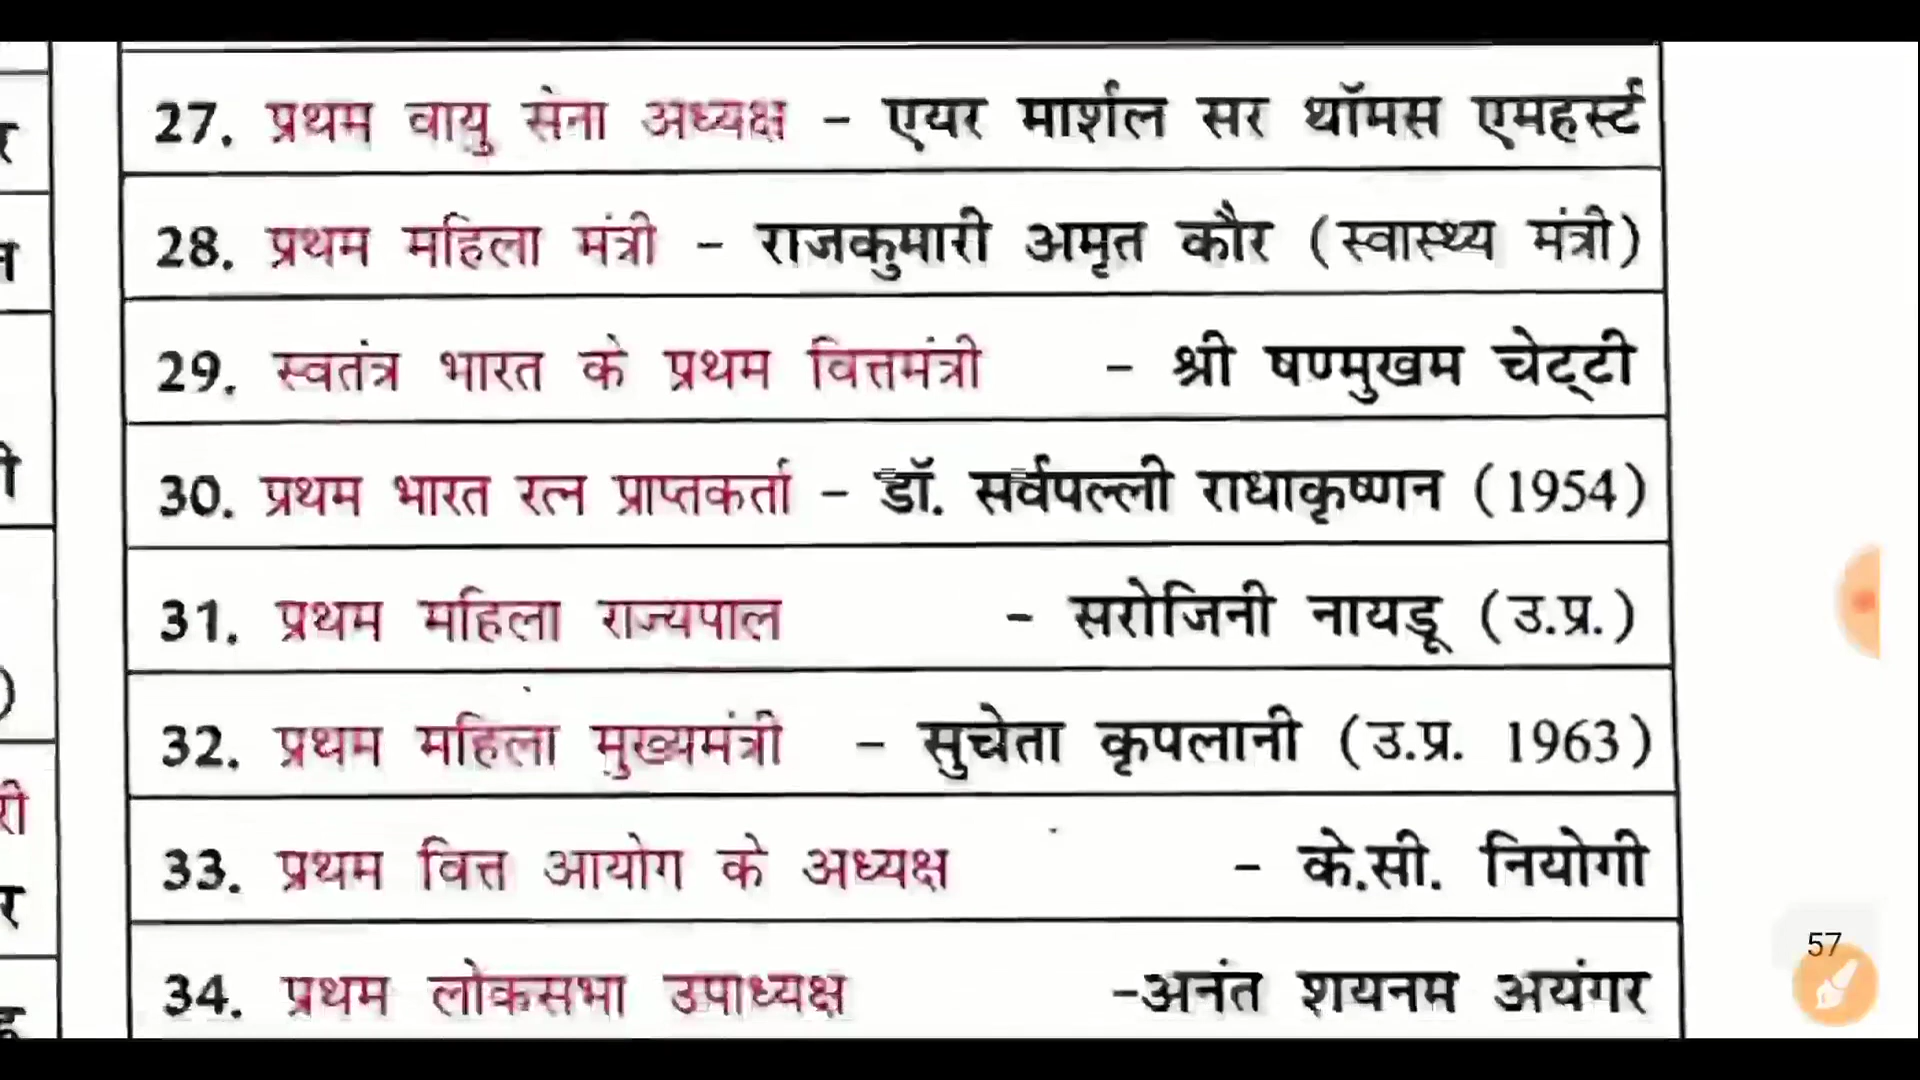 27. प्रथम वायु सेना अध्यक्ष - एयर मार्शल सर थॉमस एमहर्स्ट
28. प्रथम महिला मंत्री - राजकुमारी अमृत कौर (स्वास्थ्य मंत्री)
29. स्वतंत्र भारत के प्रथम वित्तमंत्री - श्री षण्मुखम चेट्टी
30. प्रथम भारत रत्न प्राप्तकर्ता - डॉ. सर्वपल्ली राधाकृष्णन (1954)
31. प्रथम महिला राज्यपाल - सरोजिनी नायडू (उ.प्र.)
32. प्रथम महिला मुख्यमंत्री - सुचेता कृपलानी (उ.प्र. 1963)
33. प्रथम वित्त आयोग के अध्यक्ष - के.सी. नियोगी
34. प्रथम लोकसभा उपाध्यक्ष -अनंत शयनम अयंगर
57